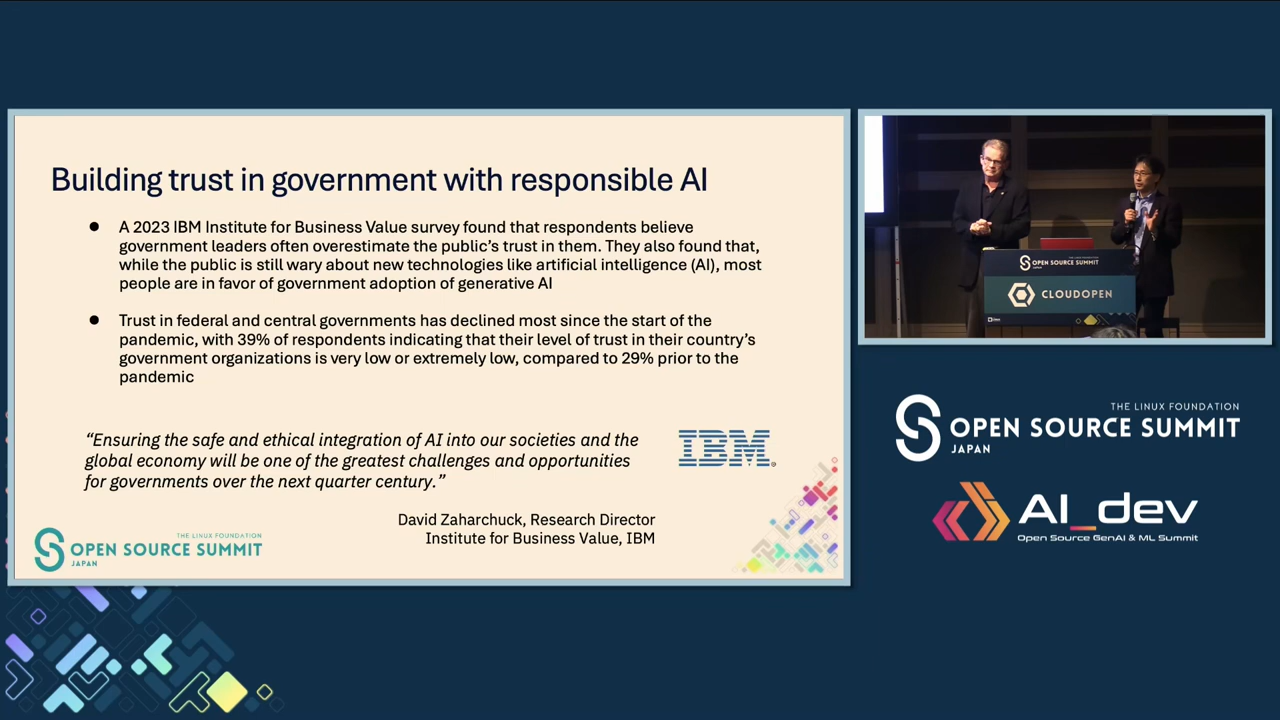 Building trust in government with responsible AI
● A 2023 IBM Institute for Business Value survey found that respondents believe
government leaders often overestimate the public’s trust in them. They also found that,
while the public is still wary about new technologies like artificial intelligence (AI), most
people are in favor of government adoption of generative AI
● Trust in federal and central governments has declined most since the start of the
pandemic, with 39% of respondents indicating that their level of trust in their country’s
government organizations is very low or extremely low, compared to 29% prior to the
pandemic
“Ensuring the safe and ethical integration of AI into our societies and the
global economy will be one of the greatest challenges and opportunities
for governments over the next quarter century.”
IBM®
David Zaharchuck, Research Director
Institute for Business Value, IBM
THE LINUX FOUNDATION
OPEN SOURCE SUMMIT
JAPAN
OPEN SOURCE SUMMIT
JAPAN
CLOUDOPEN
THE LINUX FOUNDATION
OPEN SOURCE SUMMIT
JAPAN
AI_dev
Open Source GenAI & ML Summit